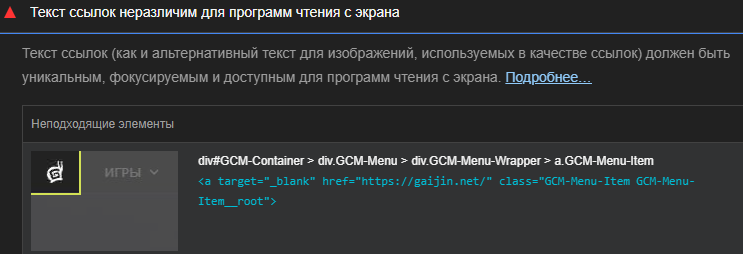 Текст ссылок неразличим для программ чтения с экрана
Текст ссылок (как и альтернативный текст для изображений, используемых в качестве ссылок) должен быть
уникальным, фокусируемым и доступным для программ чтения с экрана. Подробнее...
Неподходящие элементы
ИГРЫ
div#GCM-Container > div.GCM-Menu > div.GCM-Menu-Wrapper > a.GCM-Menu-Item
<a target="_blank" href="https://gaijin.net/" class="GCM-Menu-Item GCM-Menu-
Item__root">